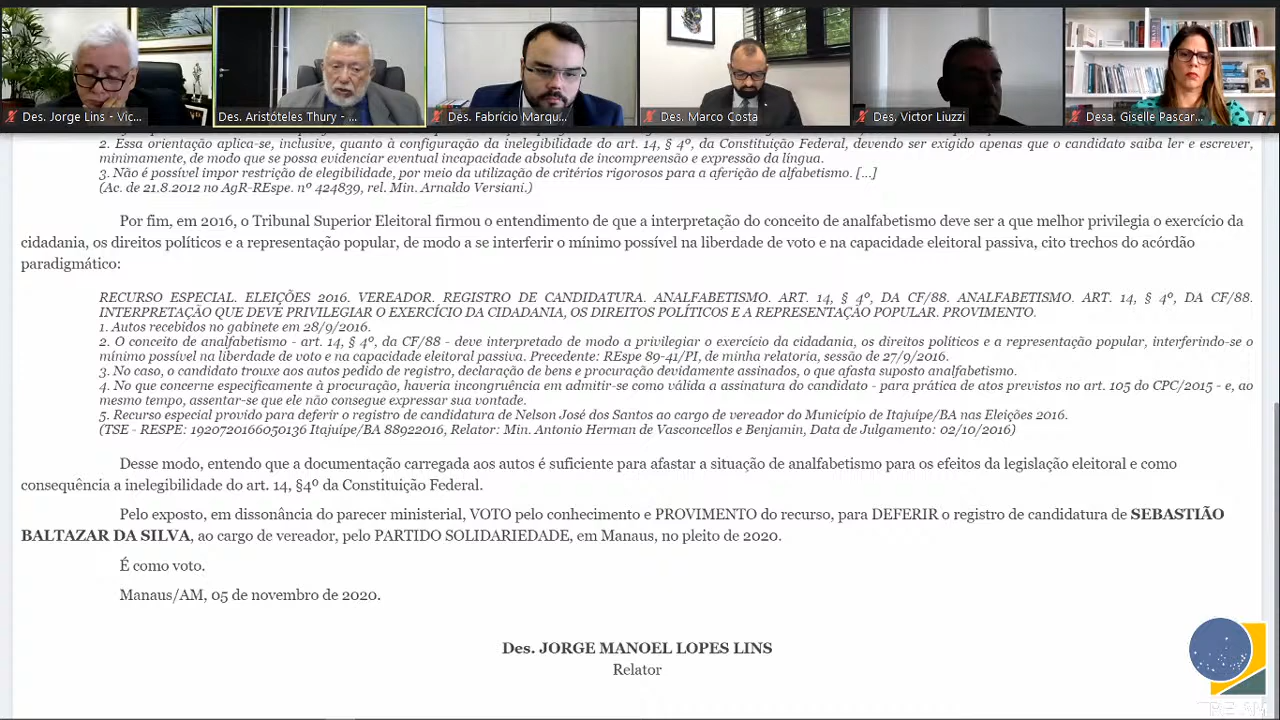 Des. Jorge Lins - Vic...
Des. Aristóteles Thury - ...
Des. Fabrício Marqu...
Des. Marco Costa
Des. Victor Liuzzi
Desa. Giselle Pascar...
2. Essa orientação aplica-se, inclusive, quanto à configuração da inelegibilidade do art. 14, § 4º, da Constituição Federal, devendo ser exigido apenas que o candidato saiba ler e escrever,
minimamente, de modo que se possa evidenciar eventual incapacidade absoluta de incompreensão e expressão da língua.
3. Não é possível impor restrição de elegibilidade, por meio da utilização de critérios rigorosos para a aferição de alfabetismo. [...]
(Ac. de 21.8.2012 no AgR-REspe. nº 424839, rel. Min. Arnaldo Versiani.)
Por fim, em 2016, o Tribunal Superior Eleitoral firmou o entendimento de que a interpretação do conceito de analfabetismo deve ser a que melhor privilegia o exercício da
cidadania, os direitos políticos e a representação popular, de modo a se interferir o mínimo possível na liberdade de voto e na capacidade eleitoral passiva, cito trechos do acórdão
paradigmático:
RECURSO ESPECIAL. ELEIÇÕES 2016. VEREADOR. REGISTRO DE CANDIDATURA. ANALFABETISMO. ART. 14, § 4º, DA CF/88. ANALFABETISMO. ART. 14, § 4º, DA CF/88.
INTERPRETAÇÃO QUE DEVE PRIVILEGIAR O EXERCÍCIO DA CIDADANIA, OS DIREITOS POLÍTICOS E A REPRESENTAÇÃO POPULAR. PROVIMENTO.
1. Autos recebidos no gabinete em 28/9/2016.
2. O conceito de analfabetismo - art. 14, § 4º, da CF/88 - deve interpretado de modo a privilegiar o exercício da cidadania, os direitos políticos e a representação popular, interferindo-se o
mínimo possível na liberdade de voto e na capacidade eleitoral passiva. Precedente: REspe 89-41/PI, de minha relatoria, sessão de 27/9/2016.
3. No caso, o candidato trouxe aos autos pedido de registro, declaração de bens e procuração devidamente assinados, o que afasta suposto analfabetismo.
4. No que concerne especificamente à procuração, haveria incongruência em admitir-se como válida a assinatura do candidato - para prática de atos previstos no art. 105 do CPC/2015 - e, ao
mesmo tempo, assentar-se que ele não consegue expressar sua vontade.
5. Recurso especial provido para deferir o registro de candidatura de Nelson José dos Santos ao cargo de vereador do Município de Itajuípe/BA nas Eleições 2016.
(TSE - RESPE: 1920720166050136 Itajuípe/BA 88922016, Relator: Min. Antonio Herman de Vasconcellos e Benjamin, Data de Julgamento: 02/10/2016)
Desse modo, entendo que a documentação carregada aos autos é suficiente para afastar a situação de analfabetismo para os efeitos da legislação eleitoral e como
consequência a inelegibilidade do art. 14, §4º da Constituição Federal.
Pelo exposto, em dissonância do parecer ministerial, VOTO pelo conhecimento e PROVIMENTO do recurso, para DEFERIR o registro de candidatura de SEBASTIÃO
BALTAZAR DA SILVA, ao cargo de vereador, pelo PARTIDO SOLIDARIEDADE, em Manaus, no pleito de 2020.
É como voto.
Manaus/AM, 05 de novembro de 2020.
Des. JORGE MANOEL LOPES LINS
Relator
TRE-AM